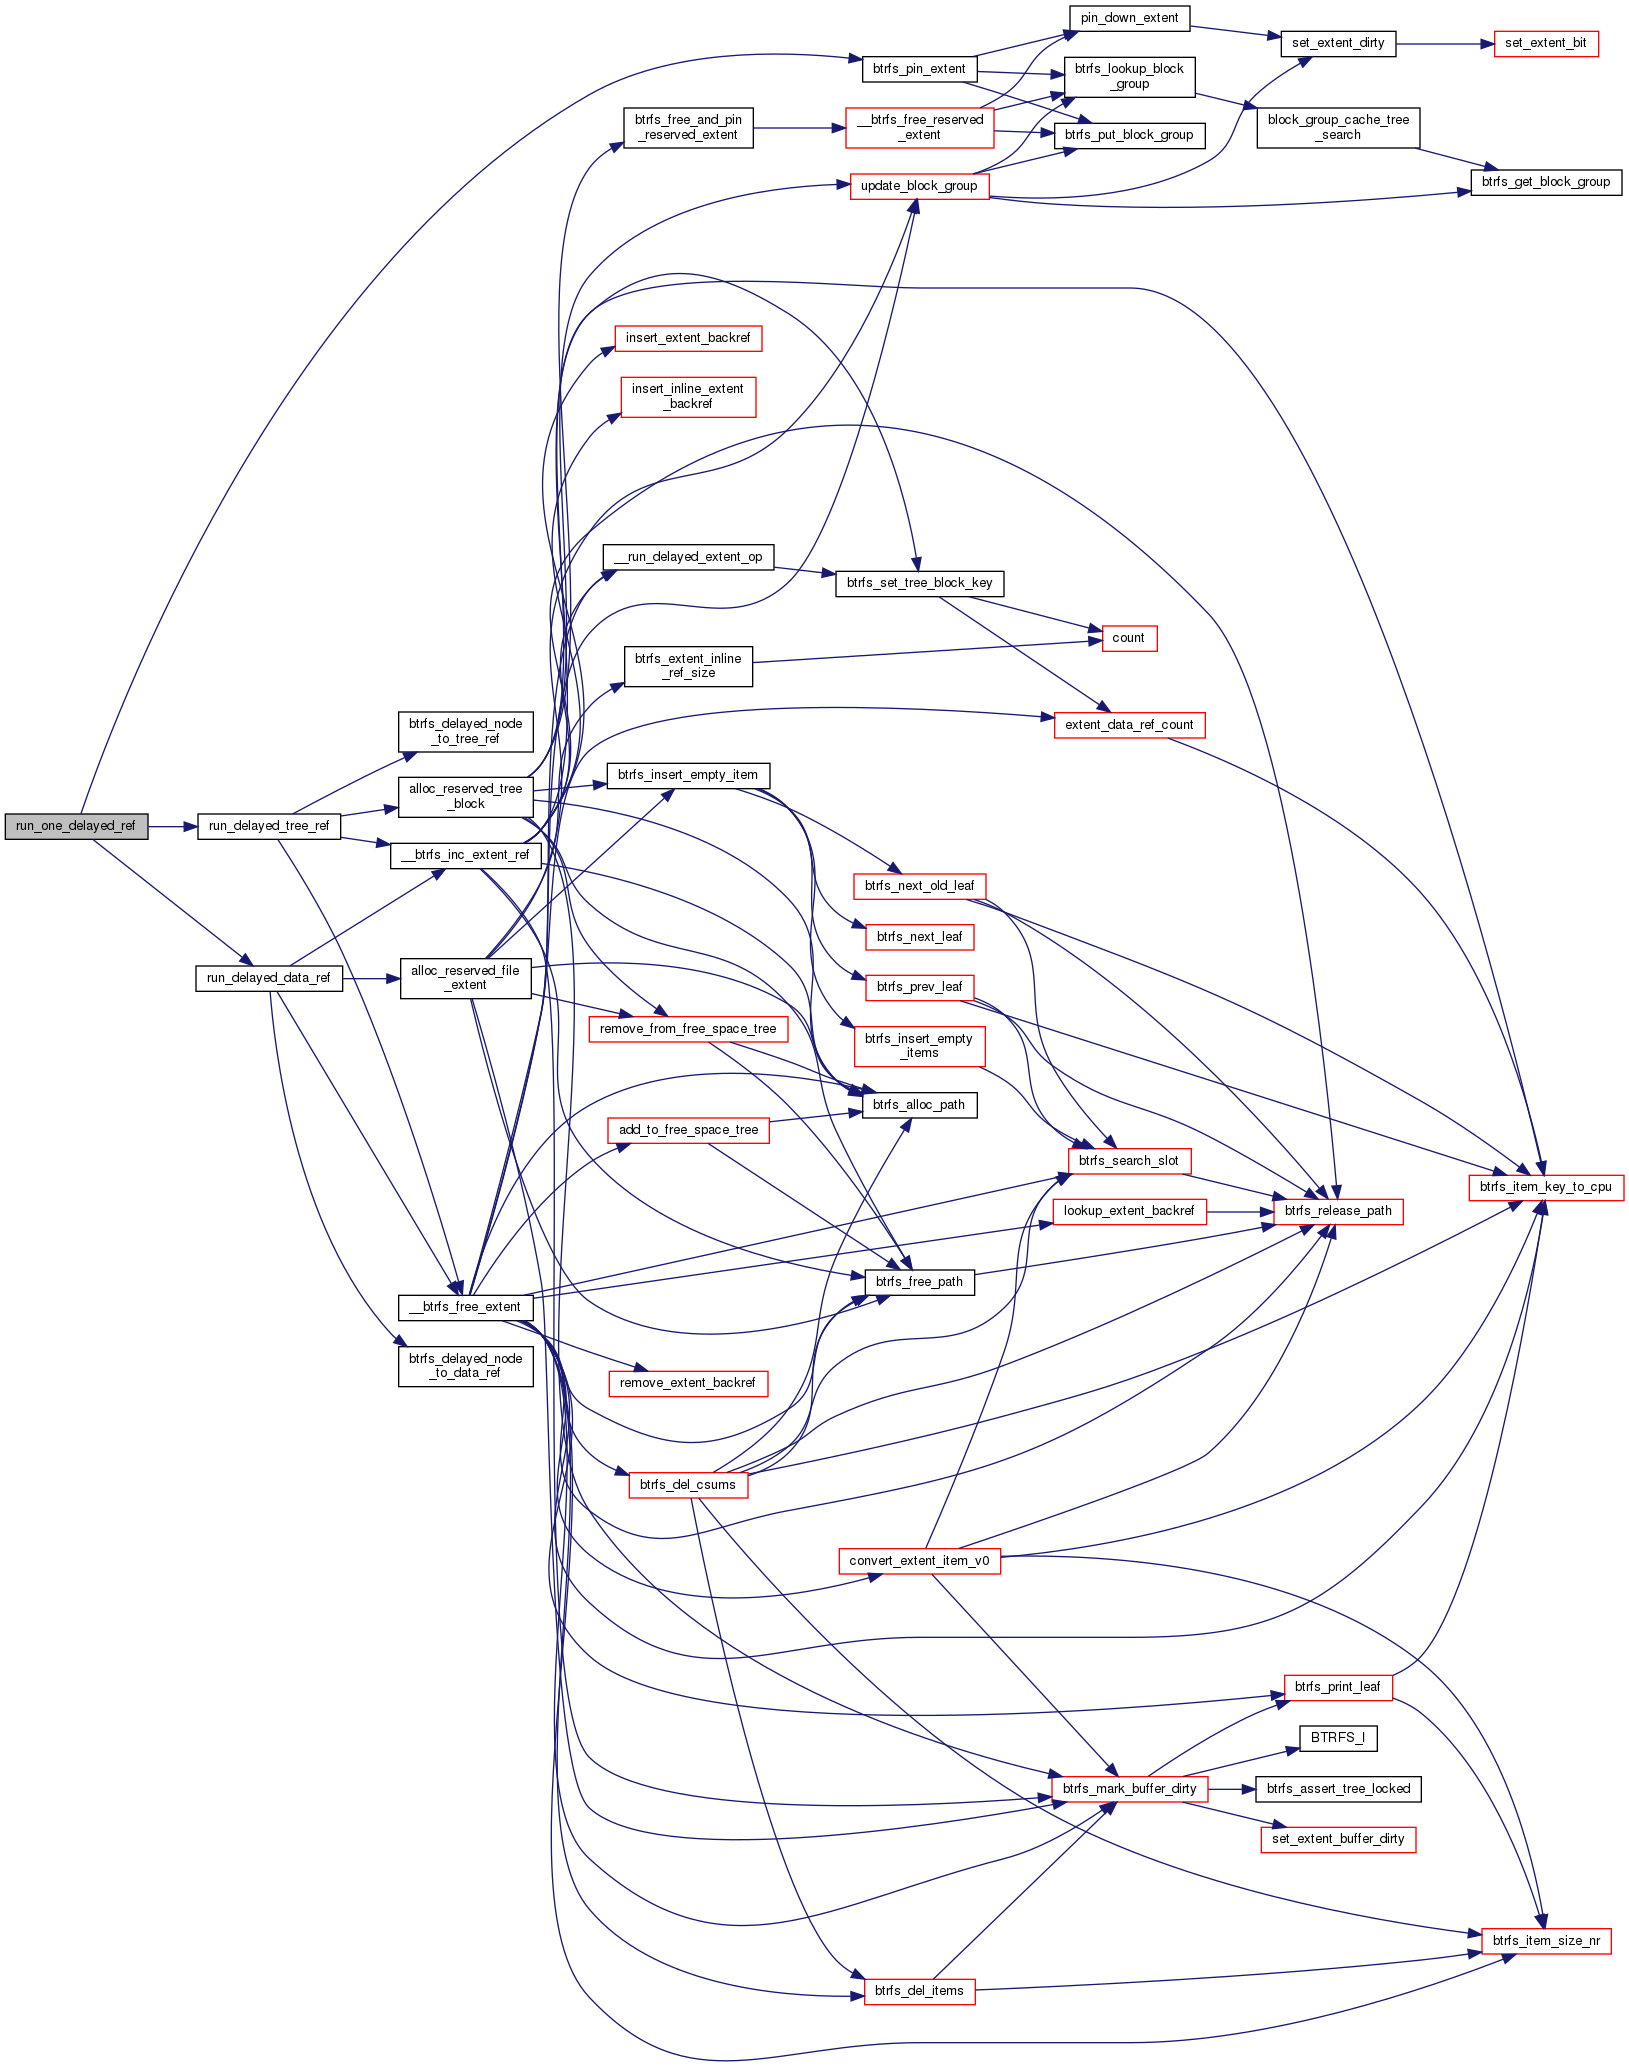 run_one_delayed_ref
run_delayed_tree_ref
run_delayed_data_ref
btrfs_delayed_node
_to_tree_ref
alloc_reserved_tree
_block
__btrfs_inc_extent_ref
alloc_reserved_file
_extent
__btrfs_free_extent
btrfs_delayed_node
_to_data_ref
btrfs_free_and_pin
_reserved_extent
insert_extent_backref
insert_inline_extent
_backref
__run_delayed_extent_op
btrfs_extent_inline
_ref_size
btrfs_insert_empty_item
remove_from_free_space_tree
add_to_free_space_tree
remove_extent_backref
btrfs_del_csums
btrfs_pin_extent
__btrfs_free_reserved
_extent
update_block_group
btrfs_set_tree_block_key
btrfs_next_old_leaf
btrfs_next_leaf
btrfs_prev_leaf
btrfs_insert_empty
_items
btrfs_alloc_path
btrfs_free_path
convert_extent_item_v0
btrfs_del_items
pin_down_extent
btrfs_lookup_block
_group
btrfs_put_block_group
count
extent_data_ref_count
btrfs_search_slot
lookup_extent_backref
btrfs_mark_buffer_dirty
set_extent_dirty
block_group_cache_tree
_search
btrfs_release_path
btrfs_print_leaf
BTRFS_I
btrfs_assert_tree_locked
set_extent_buffer_dirty
set_extent_bit
btrfs_get_block_group
btrfs_item_key_to_cpu
btrfs_item_size_nr